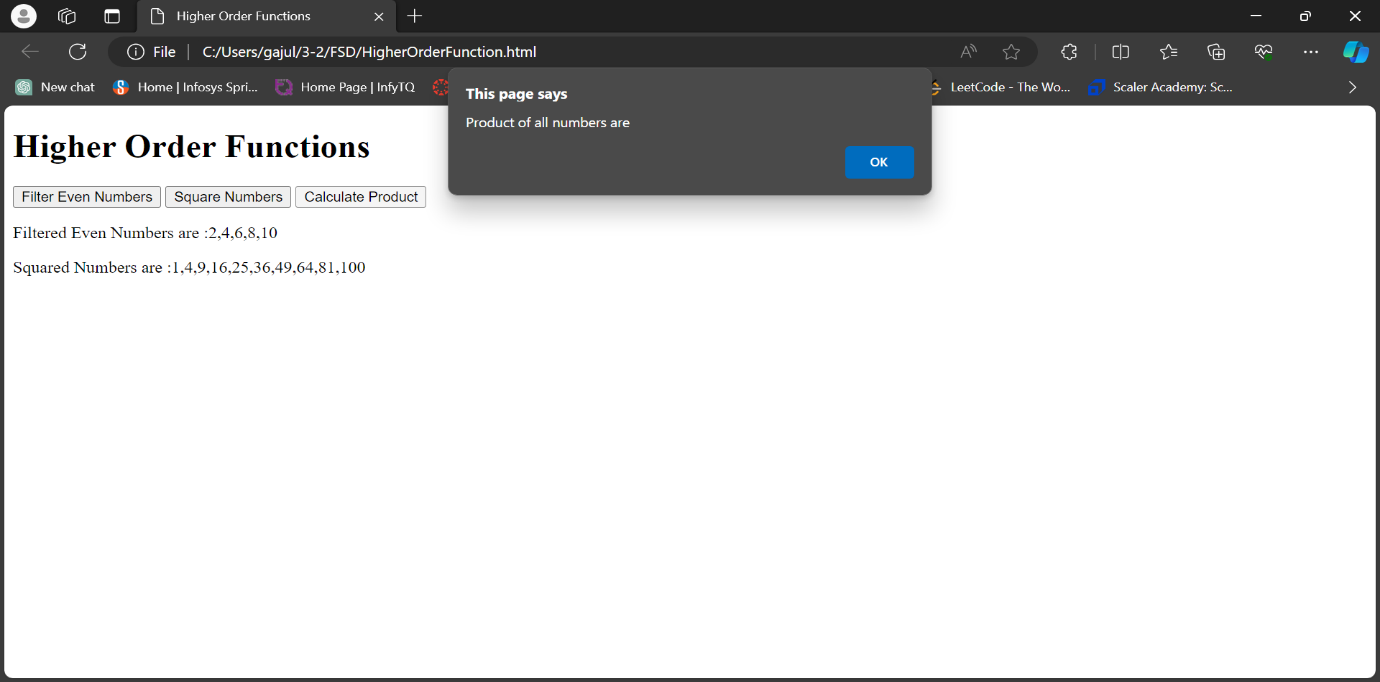 Higher Order Functions
File
C:/Users/gajul/3-2/FSD/HigherOrderFunction.html
New chat
Home | Infosys Spri...
Home Page | InfyTQ
LeetCode - The Wo...
Scaler Academy: Sc...
This page says
Product of all numbers are
OK
Higher Order Functions
Filter Even Numbers Square Numbers Calculate Product
Filtered Even Numbers are :2,4,6,8,10
Squared Numbers are :1,4,9,16,25,36,49,64,81,100